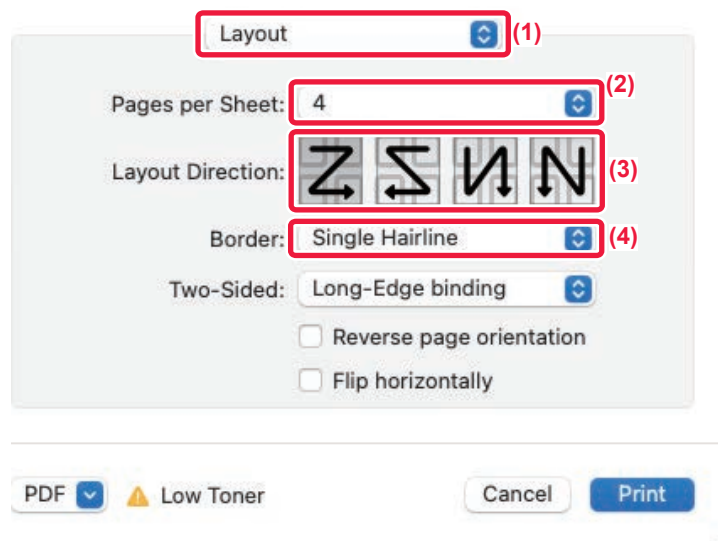 Layout (1)
Pages per Sheet: 4 (2)
Layout Direction: (3)
Border: Single Hairline (4)
Two-Sided: Long-Edge binding
Reverse page orientation
Flip horizontally
PDF Low Toner Cancel Print